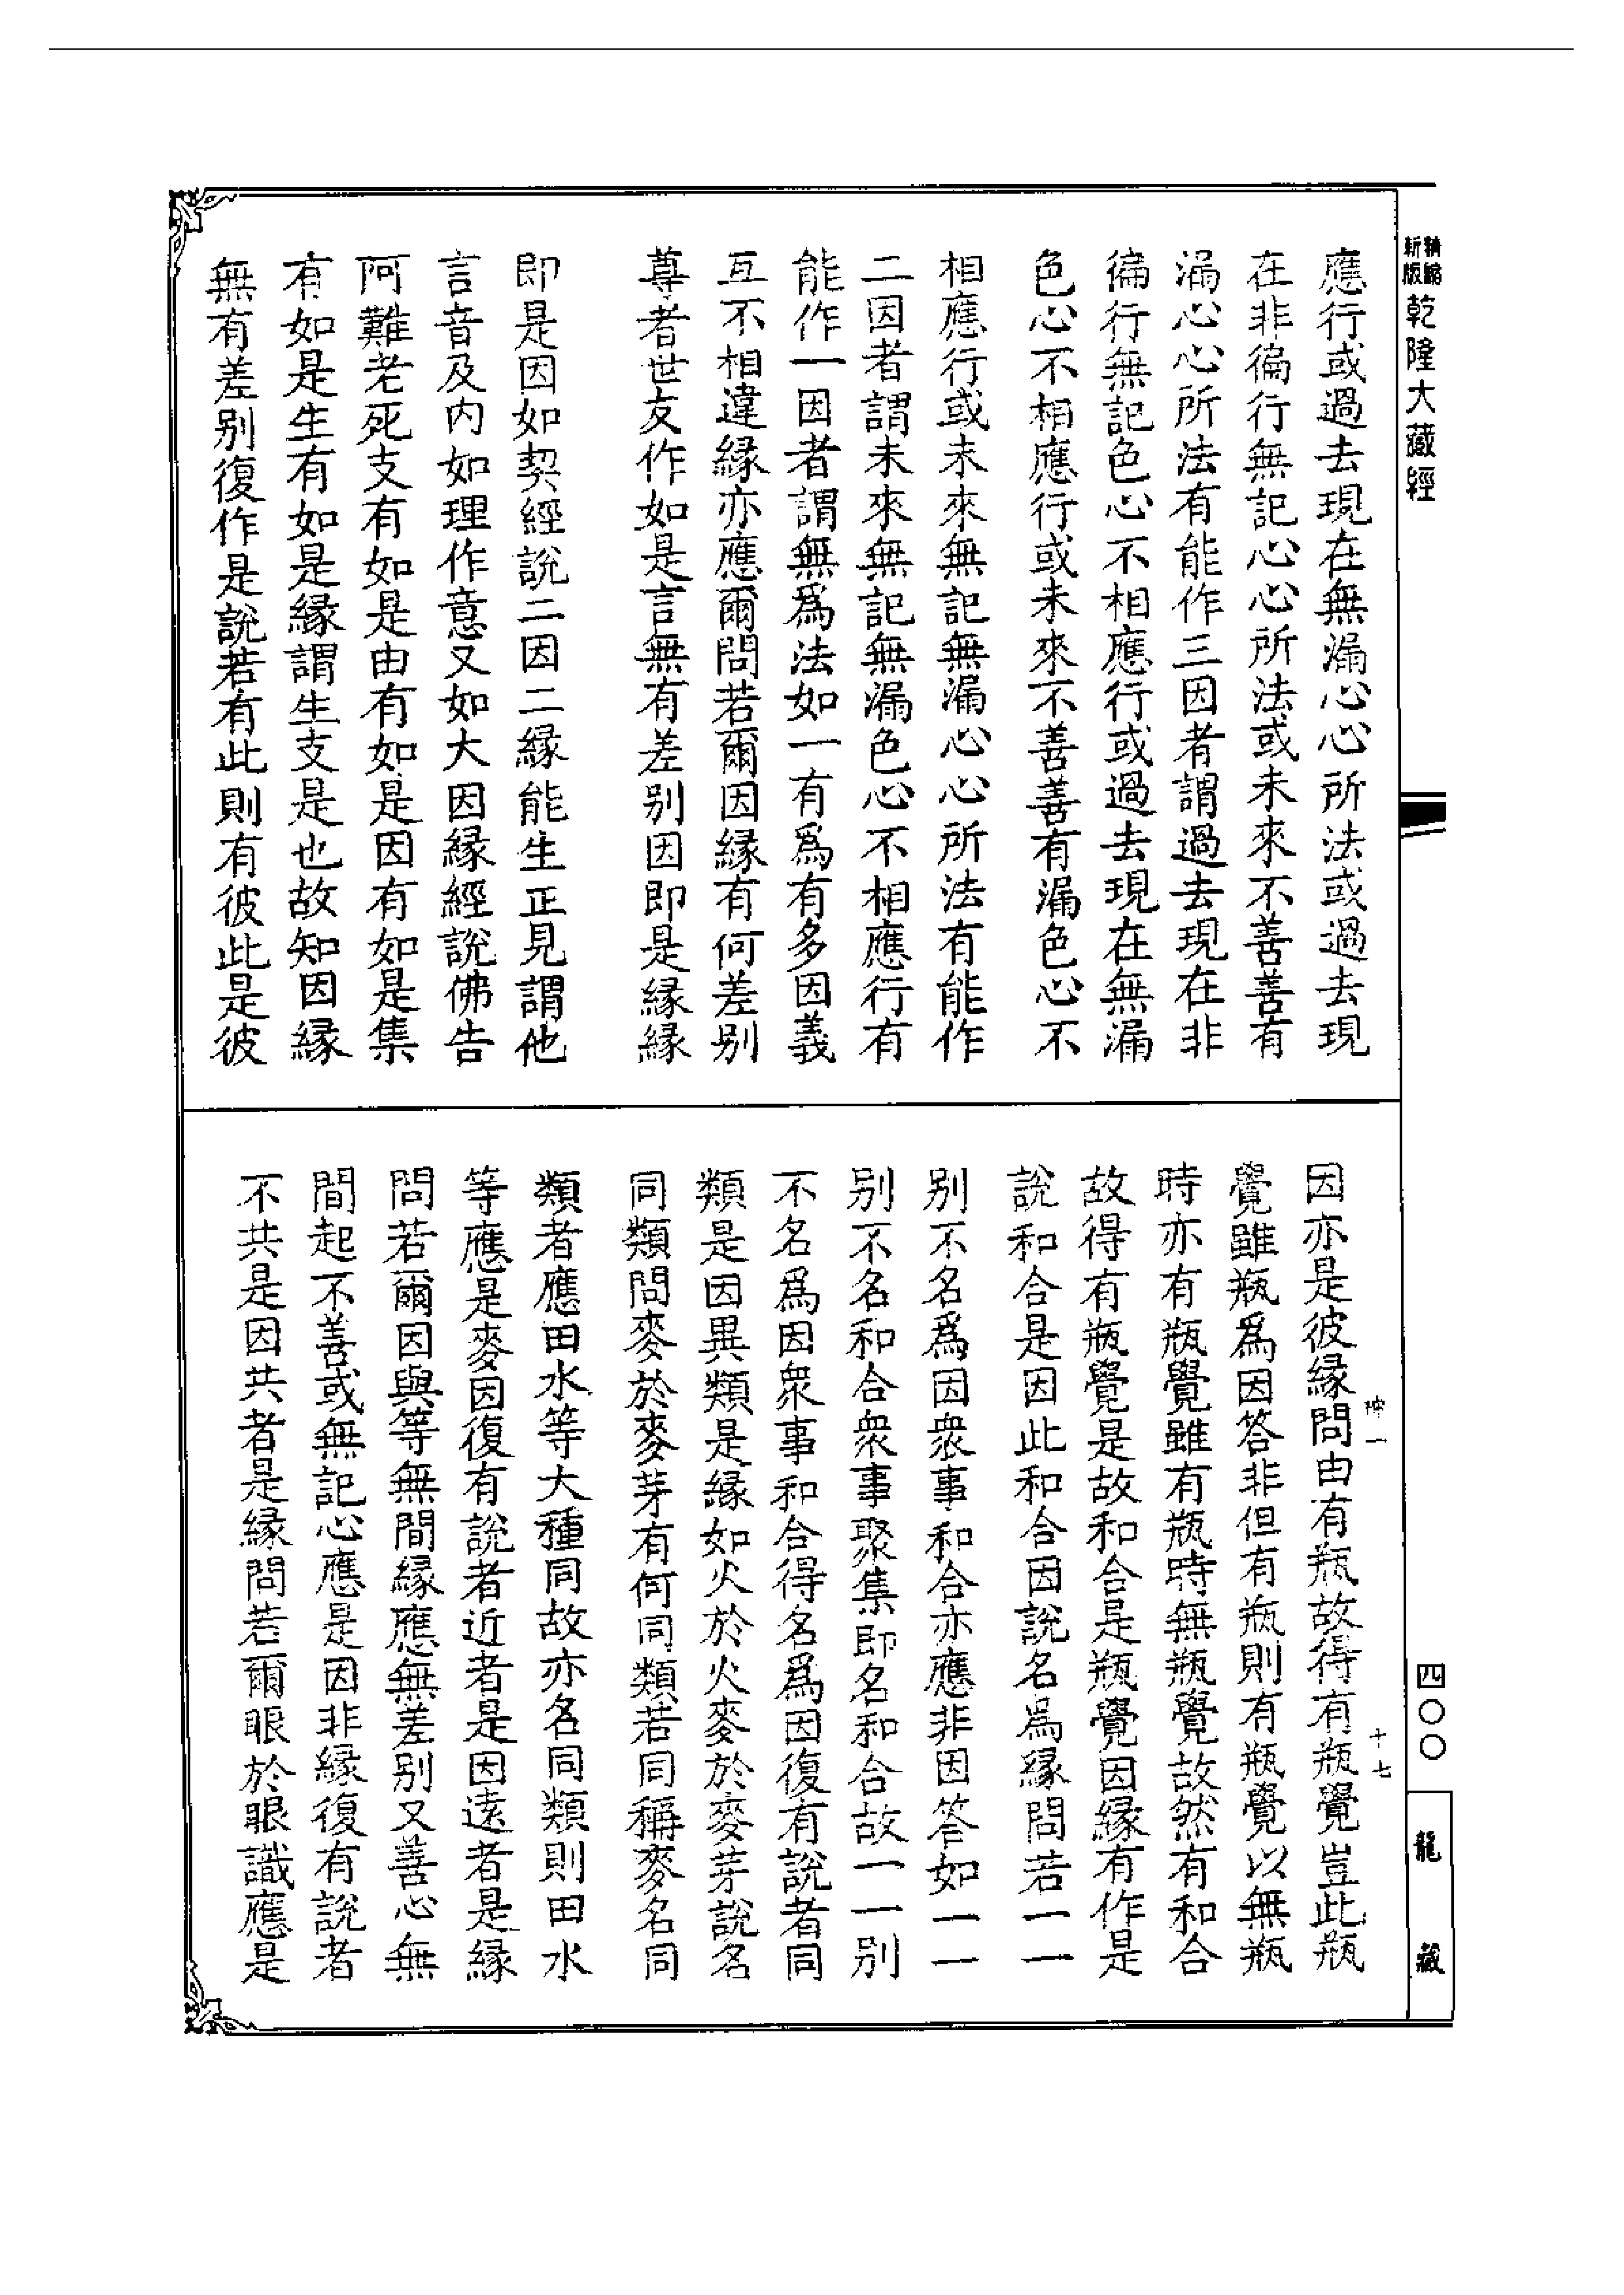 精縮新版乾隆大藏經
應行或過去現在無漏心心所法或過去現
在非徧行無記心心所法或未來不善善有
漏心心所法有能作三因者謂過去現在非
徧行無記色心不相應行或過去現在無漏
色心不相應行或未來不善善有漏色心不
相應行或未來無記無漏心心所法有能作
二因者謂未來無記無漏色心不相應行有
能作一因者謂無爲法如一有爲有多因義
互不相違緣亦應爾問若爾因緣有何差別
尊者世友作如是言無有差別因即是緣緣
即是因如契經說二因二緣能生正見謂他
言音及內如理作意又如大因緣經說佛告
阿難老死支有如是由有如是因有如是集
有如是生有如是緣謂生支是也故知因緣
無有差別復作是說若有此則有彼此是彼
因亦是彼緣問由有瓶故得有瓶覺豈此瓶
覺雖瓶爲因答非但有瓶則有瓶覺以無瓶
時亦有瓶覺雖有瓶時無瓶覺故然有和合
故得有瓶覺是故和合是瓶覺因緣有作是
說和合是因此和合因說名爲緣問若一一
別不名爲因衆事和合亦應非因答如一一
別不名和合衆事聚集即名和合故一一別
不名爲因衆事和合得名爲因復有說者同
類是因異類是緣如火於火麥於麥芽說名
同類問麥於麥芽有何同類若同稱麥名同
類者應田水等大種同故亦名同類則田水
等應是麥因復有說者近者是因遠者是緣
問若爾因與等無間緣應無差別又善心無
間起不善或無記心應是因非緣復有說者
不共是因共者是緣問若爾眼於眼識應是
一
十七
四〇〇
龍藏